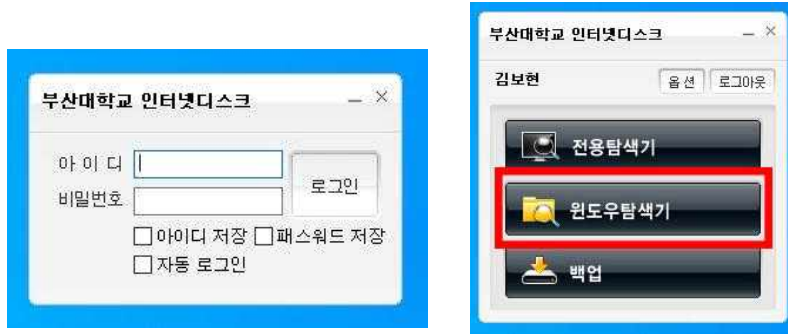 부산대학교 인터넷디스크
아 이 디
비밀번호
로그인
아이디 저장 패스워드 저장
자동 로그인
부산대학교 인터넷디스크
김보현 옵션 로그아웃
전용탐색기
윈도우탐색기
백업